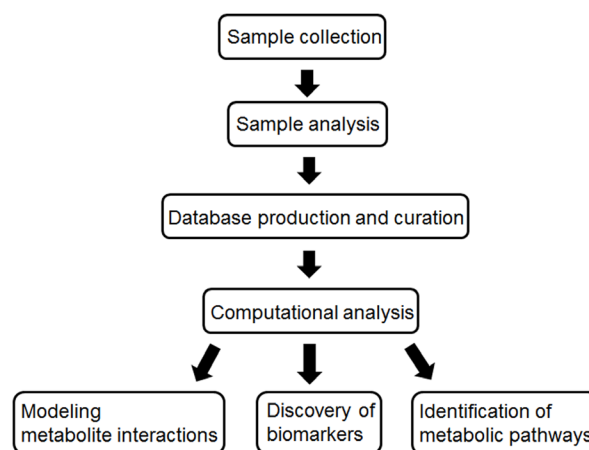 Sample collection
Sample analysis
Database production and curation
Computational analysis
Modeling
metabolite interactions
Discovery of
biomarkers
Identification of
metabolic pathways